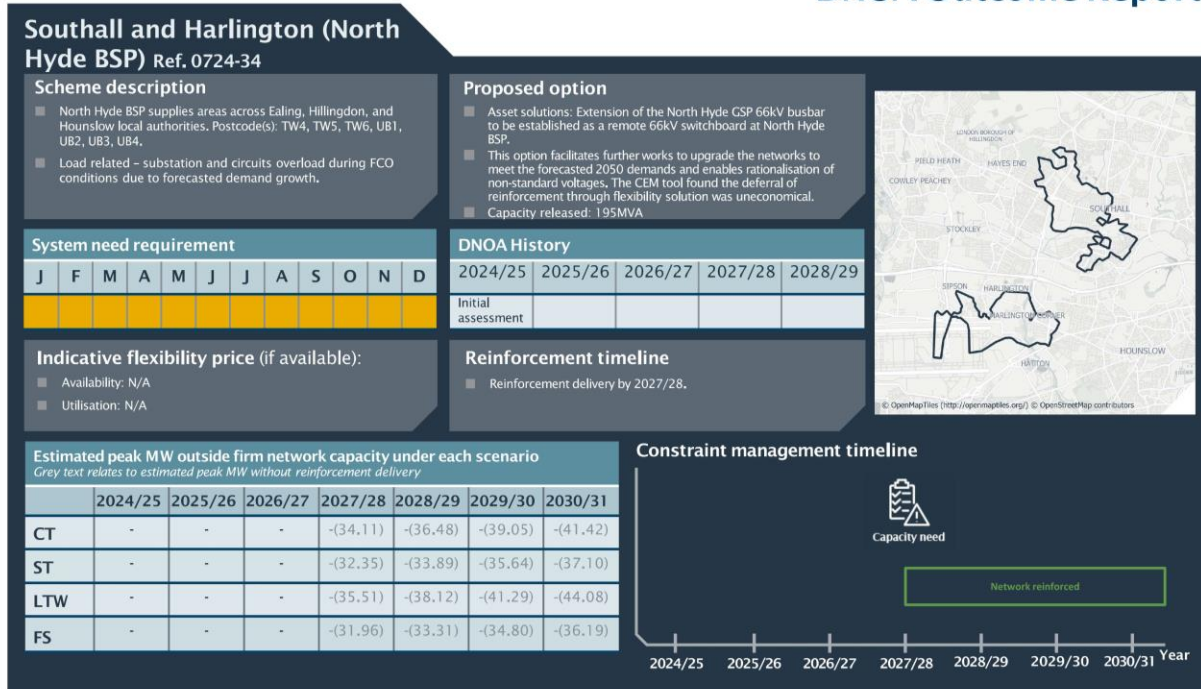 Southall and Harlington (North
Hyde BSP) Ref. 0724-34
Scheme description
North Hyde BSP supplies areas across Ealing, Hillingdon, and
Hounslow local authorities. Postcode(s): TW4, TW5, TW6, UB1,
UB2, UB3, UB4.
Load related – substation and circuits overload during FCO
conditions due to forecasted demand growth.
Proposed option
Asset solutions: Extension of the North Hyde GSP 66kV busbar
to be established as a remote 66kV switchboard at North Hyde
BSP.
This option facilitates further works to upgrade the networks to
meet the forecasted 2050 demands and enables rationalisation of
non-standard voltages. The CEM tool found the deferral of
reinforcement through flexibility solution was uneconomical.
Capacity released: 195MVA
LONDON BOROUGH OF
HILLINGDON
FIELD HEATH
HAYES END
COWLEY PEACHEY
SOUTHALL
STOCKLEY
SIPSON
HARLINGTON
HARLINGTON CORNER
HATTON
HOUNSLOW
© OpenMapTiles (http://openmaptiles.org/) © OpenStreetMap contributors
System need requirement
J F M A M J J A S O N D
DNOA History
2024/25 2025/26 2026/27 2027/28 2028/29
Initial
assessment
Indicative flexibility price (if available):
Availability: N/A
Utilisation: N/A
Reinforcement timeline
Reinforcement delivery by 2027/28.
Estimated peak MW outside firm network capacity under each scenario
Grey text relates to estimated peak MW without reinforcement delivery
2024/25 2025/26 2026/27 2027/28 2028/29 2029/30 2030/31
CT - - - -(34.11) -(36.48) -(39.05) -(41.42)
ST - - - -(32.35) -(33.89) -(35.64) -(37.10)
LTW - - - -(35.51) -(38.12) -(41.29) -(44.08)
FS - - - -(31.96) -(33.31) -(34.80) -(36.19)
Constraint management timeline
Capacity need
Network reinforced
2024/25 2025/26 2026/27 2027/28 2028/29 2029/30 2030/31 Year